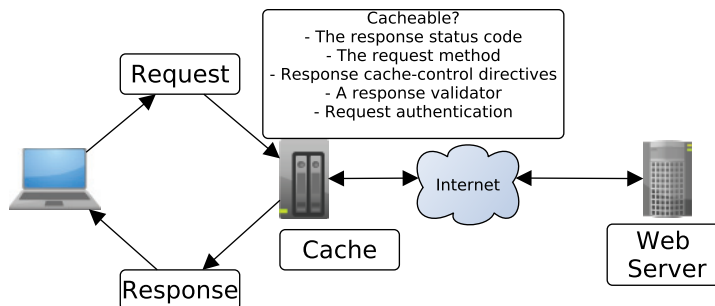 Cacheable?
- The response status code
- The request method
- Response cache-control directives
- A response validator
- Request authentication
Request
Internet
Cache
Web
Server
Response